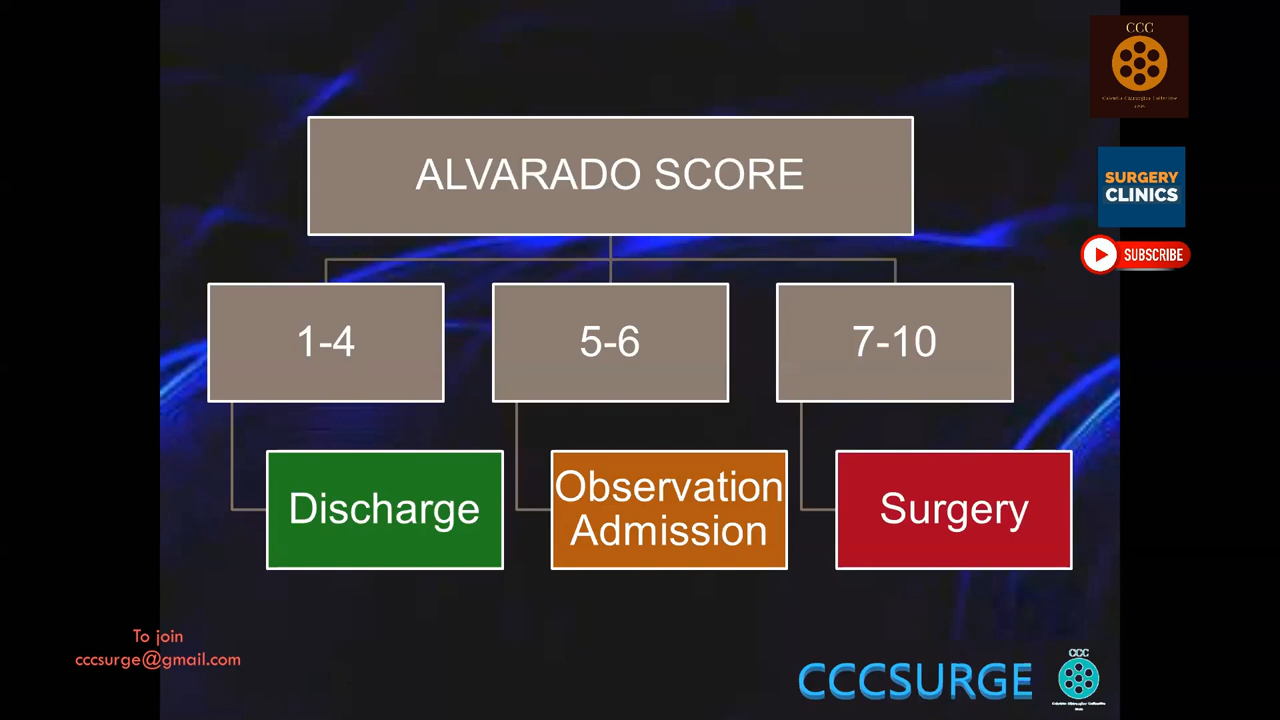 CCC
ALVARADO SCORE
SURGERY
CLINICS
SUBSCRIBE
1-4
5-6
7-10
Discharge
Observation
Admission
Surgery
To join
cccsurge@gmail.com
CCCSURGE
CCC